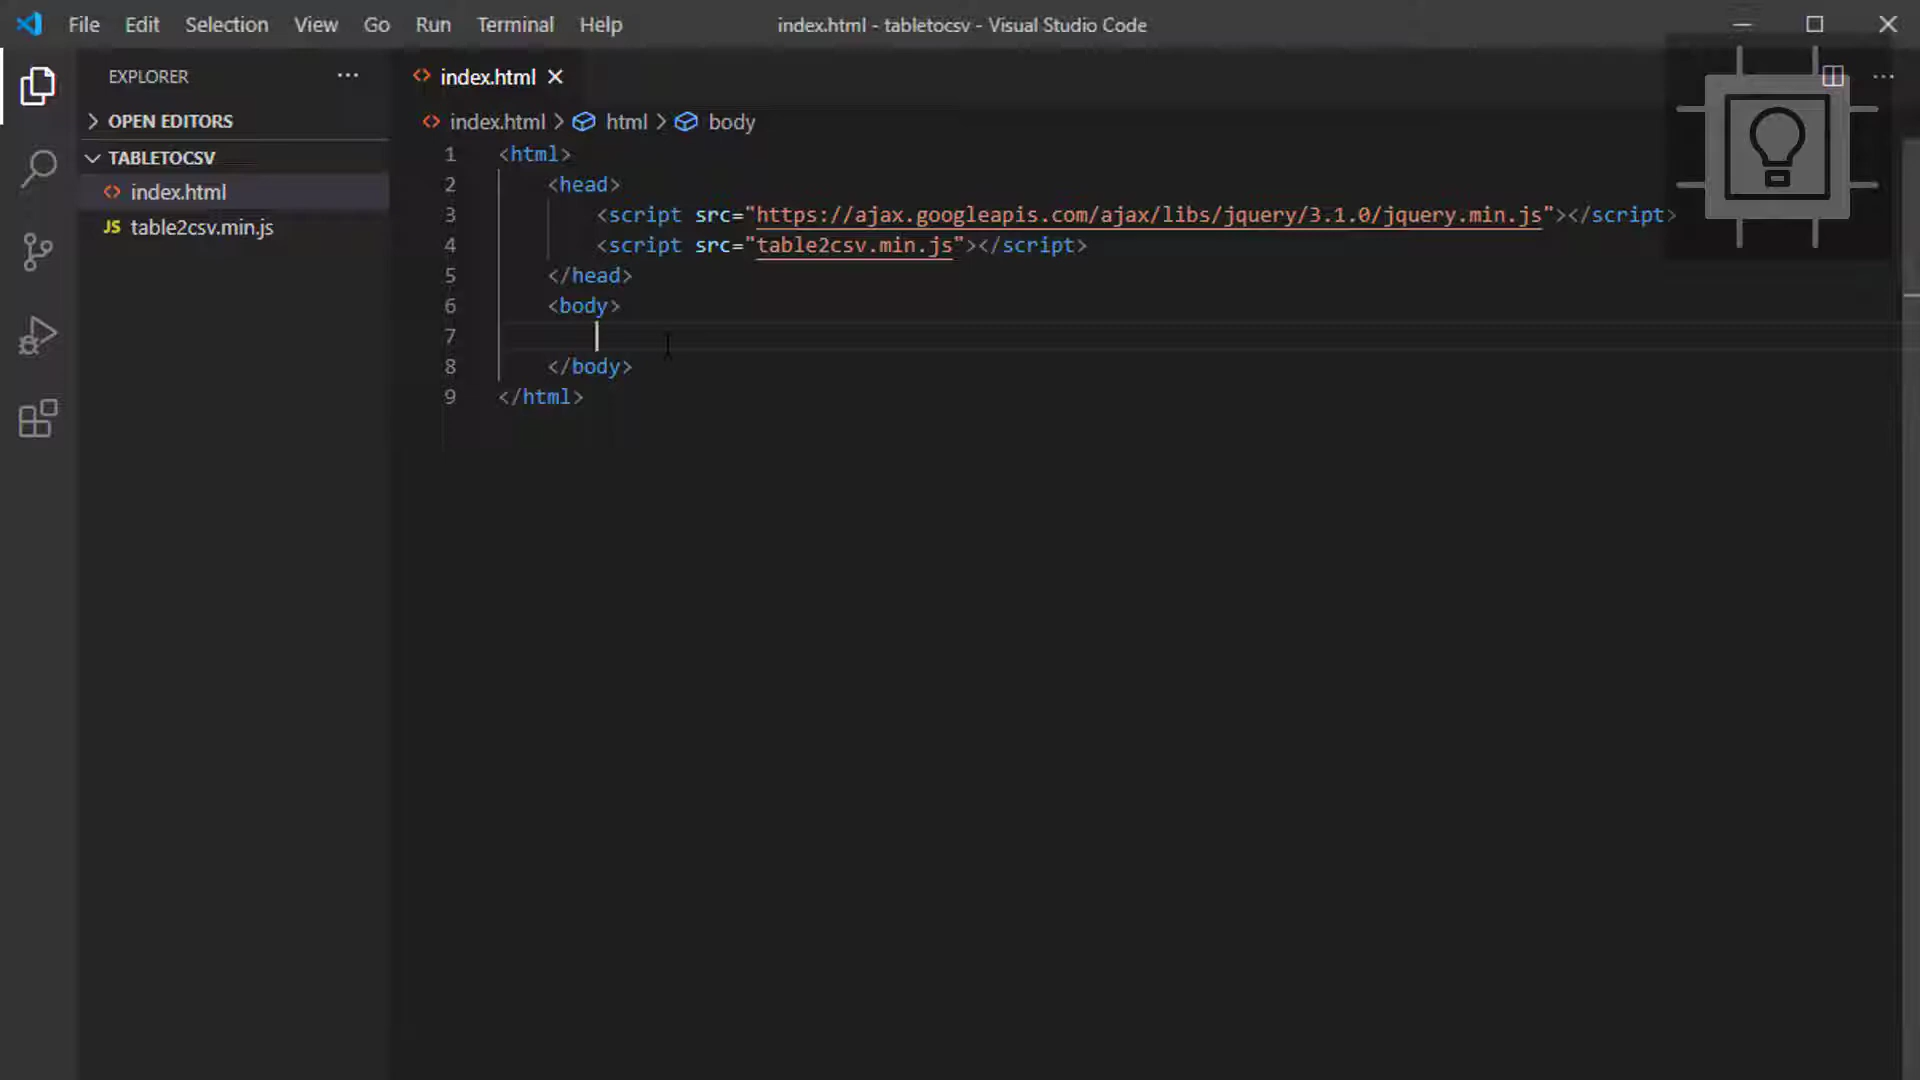 File Edit Selection View Go Run Terminal Help index.html - tabletocsv - Visual Studio Code
EXPLORER
OPEN EDITORS
TABLETOCSV
index.html
JS table2csv.min.js
index.html
index.html > html > body
1 <html>
2 <head>
3 <script src="https://ajax.googleapis.com/ajax/libs/jquery/3.1.0/jquery.min.js"></script>
4 <script src="table2csv.min.js"></script>
5 </head>
6 <body>
7
8 </body>
9 </html>